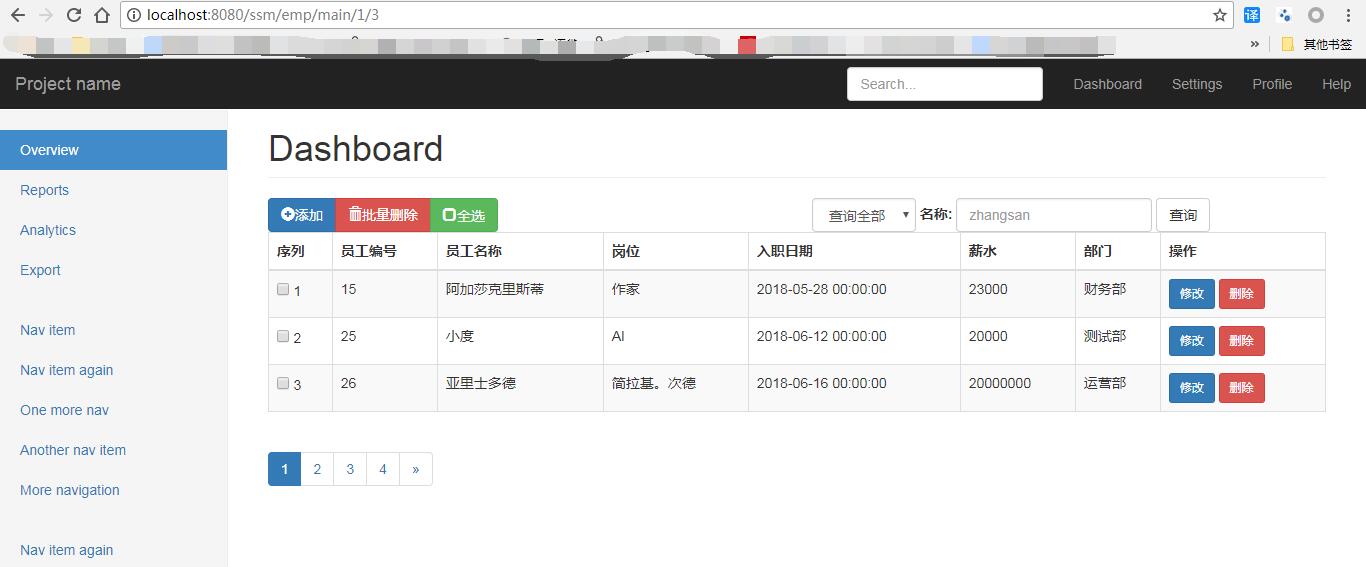 localhost:8080/ssm/emp/main/1/3
译
» 其他书签
Project name Search... Dashboard Settings Profile Help
Overview
Reports
Analytics
Export
Nav item
Nav item again
One more nav
Another nav item
More navigation
Nav item again
Dashboard
添加 批量删除 全选 查询全部 名称: zhangsan 查询
序列 员工编号 员工名称 岗位 入职日期 薪水 部门 操作
1 15 阿加莎克里斯蒂 作家 2018-05-28 00:00:00 23000 财务部 修改 删除
2 25 小度 AI 2018-06-12 00:00:00 20000 测试部 修改 删除
3 26 亚里士多德 简拉基。次德 2018-06-16 00:00:00 20000000 运营部 修改 删除
1 2 3 4 »